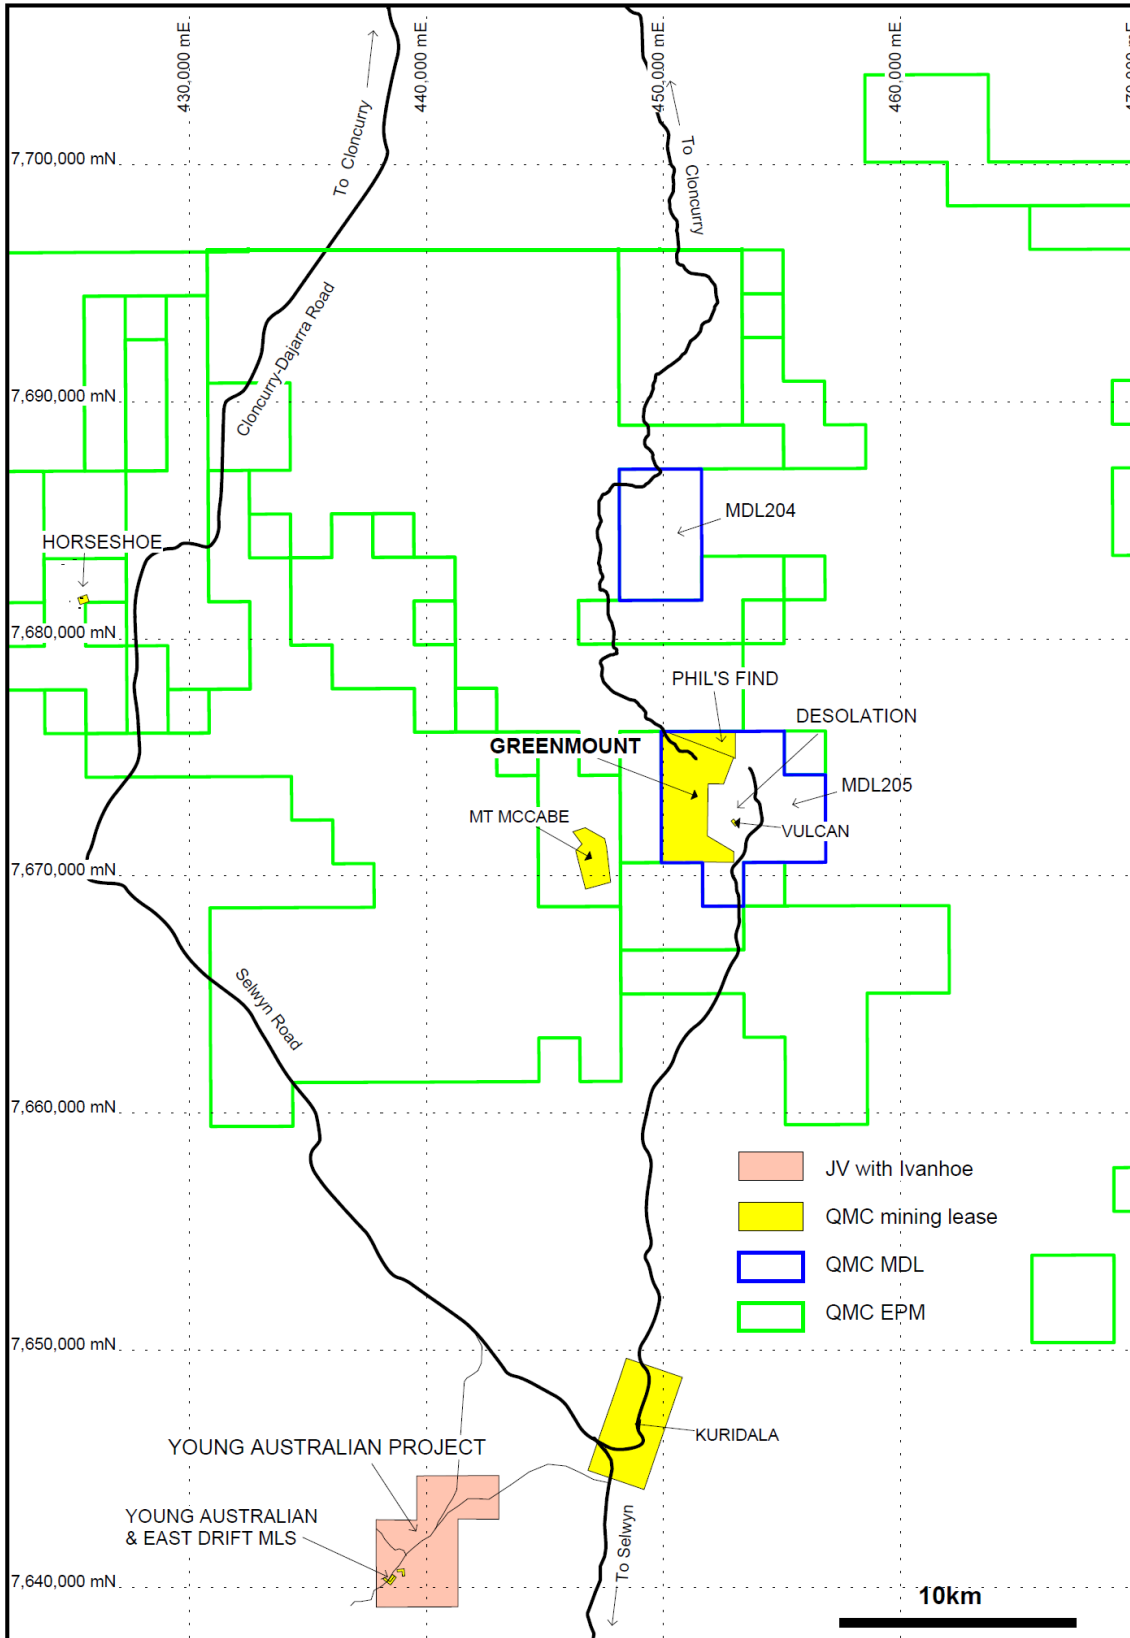 430,000 mE
440,000 mE
450,000 mE
460,000 mE
To Cloncurry
To Cloncurry
7,700,000 mN
Cloncurry-Dajarra Road
7,690,000 mN
MDL204
HORSESHOE
7,680,000 mN
PHIL'S FIND
DESOLATION
GREENMOUNT
MDL205
MT MCCABE
VULCAN
7,670,000 mN
Selwyn Road
7,660,000 mN
JV with Ivanhoe
QMC mining lease
QMC MDL
QMC EPM
7,650,000 mN
KURIDALA
YOUNG AUSTRALIAN PROJECT
YOUNG AUSTRALIAN
& EAST DRIFT MLS
To Selwyn
7,640,000 mN
10km